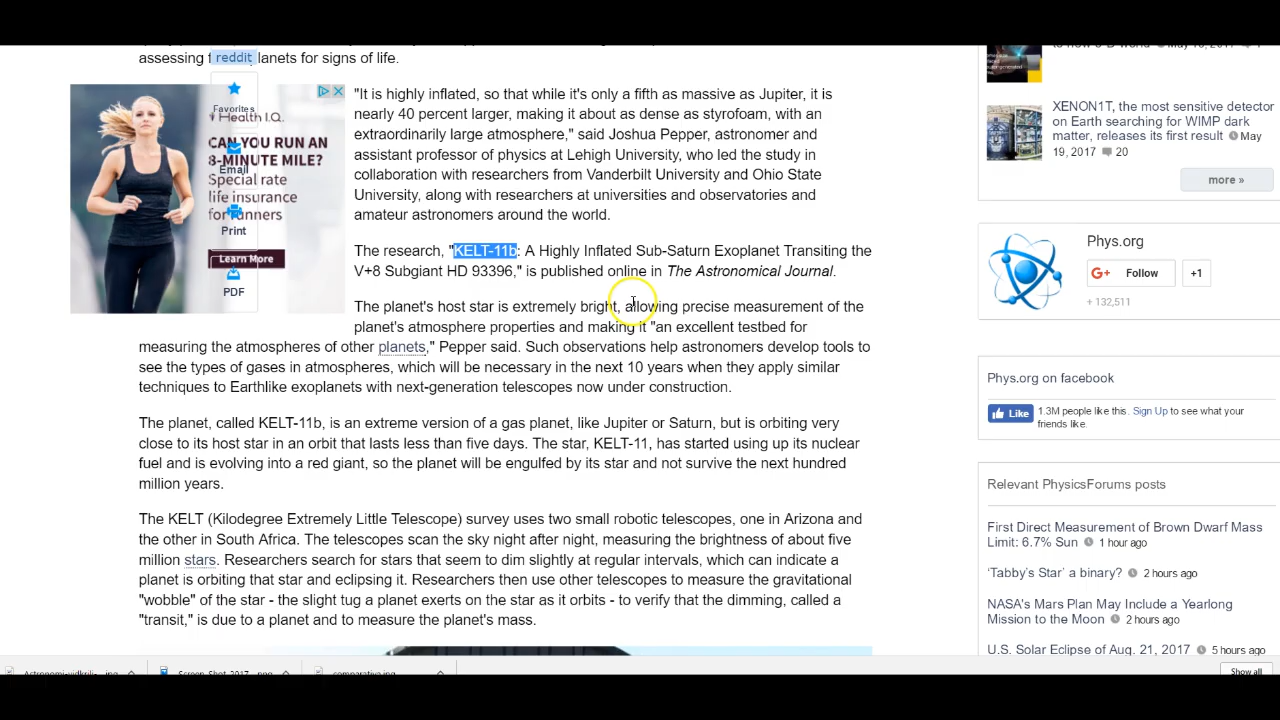 assessing
lanets for signs of life.
reddit
Favorites
Email
Print
PDF
Health I.Q.
CAN YOU RUN AN
8-MINUTE MILE?
Special rate
life insurance
for runners
Learn More
"It is highly inflated, so that while it's only a fifth as massive as Jupiter, it is
nearly 40 percent larger, making it about as dense as styrofoam, with an
extraordinarily large atmosphere," said Joshua Pepper, astronomer and
assistant professor of physics at Lehigh University, who led the study in
collaboration with researchers from Vanderbilt University and Ohio State
University, along with researchers at universities and observatories and
amateur astronomers around the world.
The research, "KELT-11b: A Highly Inflated Sub-Saturn Exoplanet Transiting the
V+8 Subgiant HD 93396," is published online in The Astronomical Journal.
The planet's host star is extremely bright, allowing precise measurement of the
planet's atmosphere properties and making it "an excellent testbed for
measuring the atmospheres of other planets," Pepper said. Such observations help astronomers develop tools to
see the types of gases in atmospheres, which will be necessary in the next 10 years when they apply similar
techniques to Earthlike exoplanets with next-generation telescopes now under construction.
The planet, called KELT-11b, is an extreme version of a gas planet, like Jupiter or Saturn, but is orbiting very
close to its host star in an orbit that lasts less than five days. The star, KELT-11, has started using up its nuclear
fuel and is evolving into a red giant, so the planet will be engulfed by its star and not survive the next hundred
million years.
The KELT (Kilodegree Extremely Little Telescope) survey uses two small robotic telescopes, one in Arizona and
the other in South Africa. The telescopes scan the sky night after night, measuring the brightness of about five
million stars. Researchers search for stars that seem to dim slightly at regular intervals, which can indicate a
planet is orbiting that star and eclipsing it. Researchers then use other telescopes to measure the gravitational
"wobble" of the star - the slight tug a planet exerts on the star as it orbits - to verify that the dimming, called a
"transit," is due to a planet and to measure the planet's mass.
XENON1T, the most sensitive detector
on Earth searching for WIMP dark
matter, releases its first result May
19, 2017 20
more »
Phys.org
G+ Follow +1
+ 132,511
Phys.org on facebook
Like 1.3M people like this. Sign Up to see what your
friends like.
Relevant PhysicsForums posts
First Direct Measurement of Brown Dwarf Mass
Limit: 6.7% Sun 1 hour ago
'Tabby's Star' a binary? 2 hours ago
NASA's Mars Plan May Include a Yearlong
Mission to the Moon 2 hours ago
U.S. Solar Eclipse of Aug. 21, 2017 5 hours ago
Screen Shot 2017
comparative.jpg
Show all